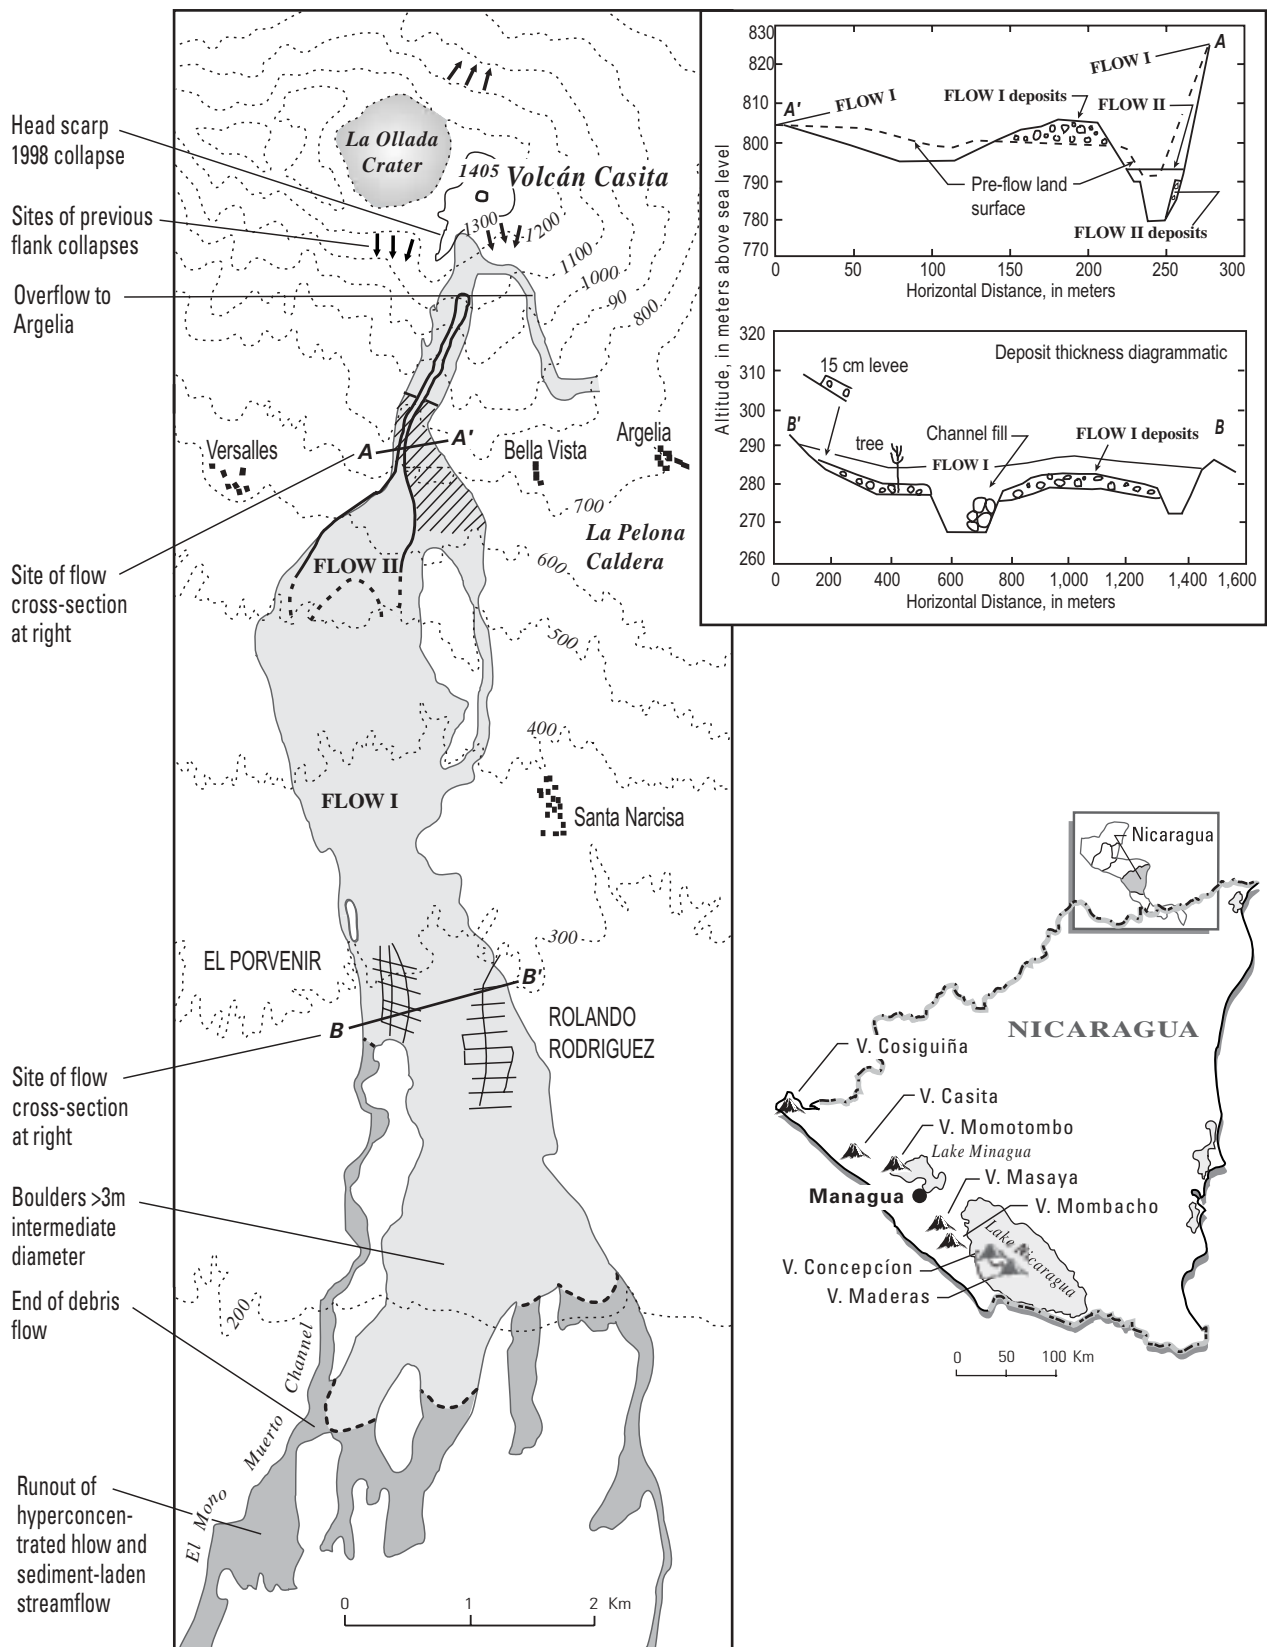 Head scarp
1998 collapse
Sites of previous
flank collapses
Overflow to
Argelia
Site of flow
cross-section
at right
Site of flow
cross-section
at right
Boulders >3m
intermediate
diameter
End of debris
flow
Runout of
hyperconcen-
trated hlow and
sediment-laden
streamflow
La Ollada
Crater
1405
Volcán Casita
1300
1200
1100
1000
90
800
Versalles
A
A'
Bella Vista
Argelia
700
La Pelona
Caldera
FLOW II
600
500
400
FLOW I
Santa Narcisa
300
EL PORVENIR
B'
B
ROLANDO
RODRIGUEZ
200
El Mono Muerto Channel
0 1 2 Km
Altitude, in meters above sea level
830
820
810
800
790
780
770
A
FLOW I
A'
FLOW I
FLOW I deposits
FLOW II
Pre-flow land
surface
FLOW II deposits
0 50 100 150 200 250 300
Horizontal Distance, in meters
320
310
300
290
280
270
260
Deposit thickness diagrammatic
15 cm levee
B'
tree
Channel fill
FLOW I deposits
B
FLOW I
0 200 400 600 800 1,000 1,200 1,400 1,600
Horizontal Distance, in meters
Nicaragua
NICARAGUA
V. Cosiguiña
V. Casita
V. Momotombo
Lake Minagua
V. Masaya
Managua
V. Mombacho
Lake Nicaragua
V. Concepcíon
V. Maderas
0 50 100 Km